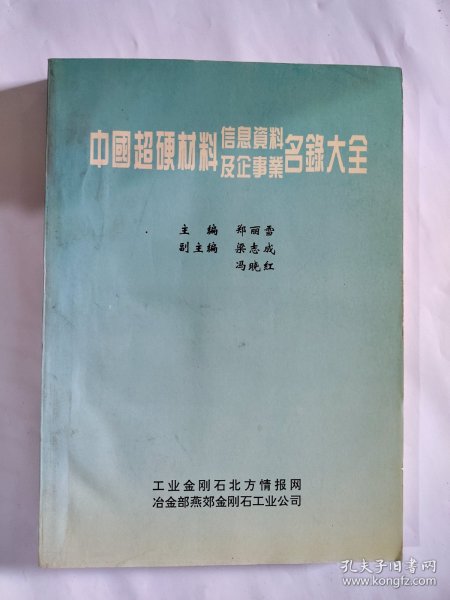 中國超硬材料信息資料及企事業名錄大全
主编 郑丽雪
副主编 梁志成
冯晓红
工业金刚石北方情报网
冶金部燕郊金刚石工业公司
孔夫子旧书网
www.kongfz.com